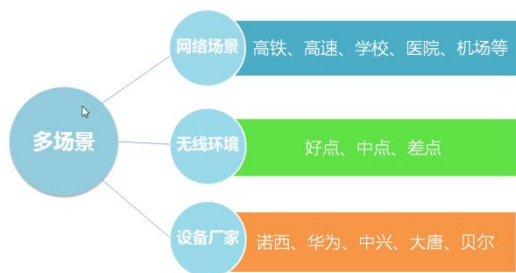 多场景
网络场景
高铁、高速、学校、医院、机场等
无线环境
好点、中点、差点
设备厂家
诺西、华为、中兴、大唐、贝尔